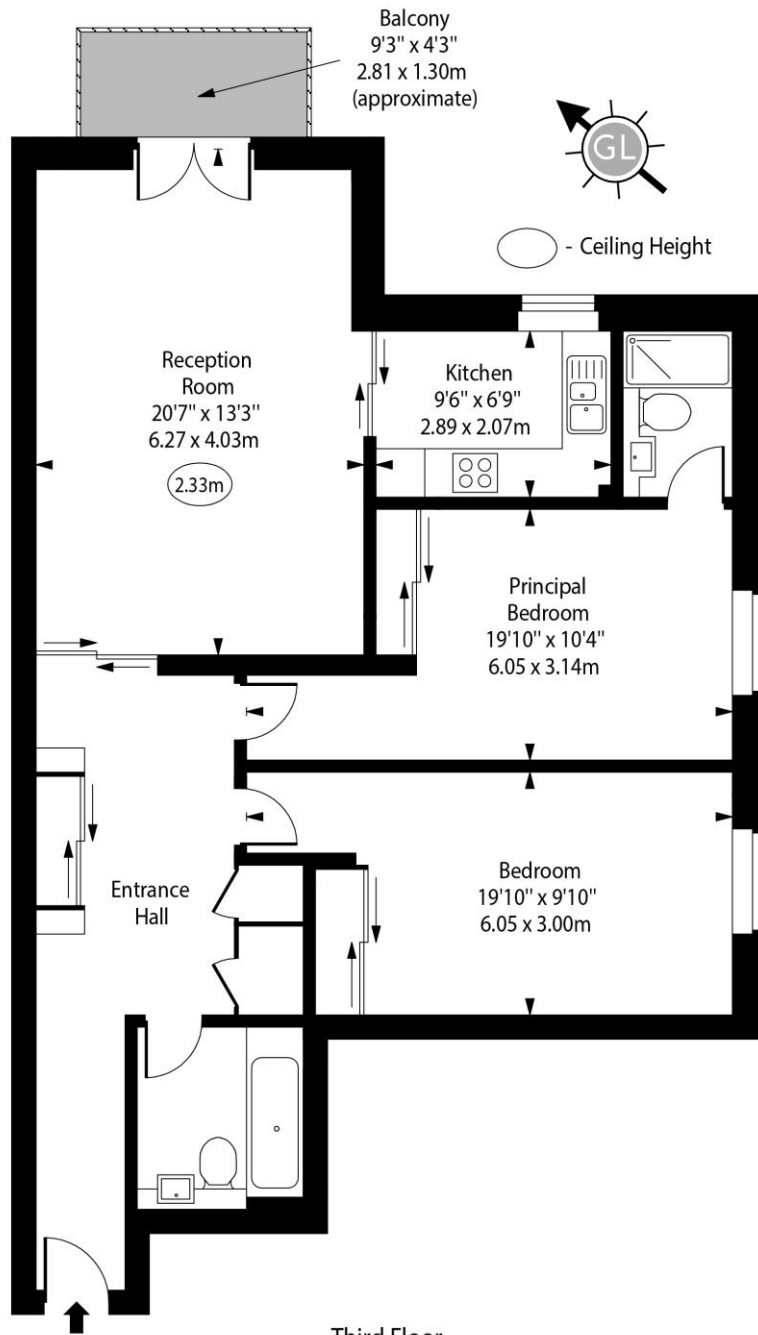 Balcony
9'3" x 4'3"
2.81 x 1.30m
(approximate)
GL
- Ceiling Height
Reception
Room
20'7" x 13'3"
6.27 x 4.03m
2.33m
Kitchen
9'6" x 6'9"
2.89 x 2.07m
Principal
Bedroom
19'10" x 10'4"
6.05 x 3.14m
Bedroom
19'10" x 9'10"
6.05 x 3.00m
Entrance
Hall
Third Floor